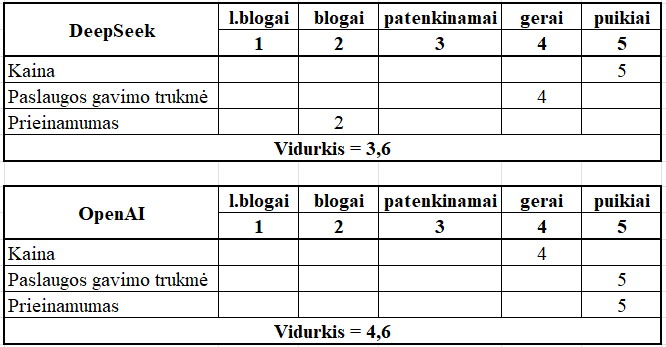 DeepSeek l.blogai blogai patenkinamai gerai puikiai
1 2 3 4 5
Kaina 5
Paslaugos gavimo trukmė 4
Prieinamumas 2
Vidurkis = 3,6
OpenAI l.blogai blogai patenkinamai gerai puikiai
1 2 3 4 5
Kaina 4
Paslaugos gavimo trukmė 5
Prieinamumas 5
Vidurkis = 4,6